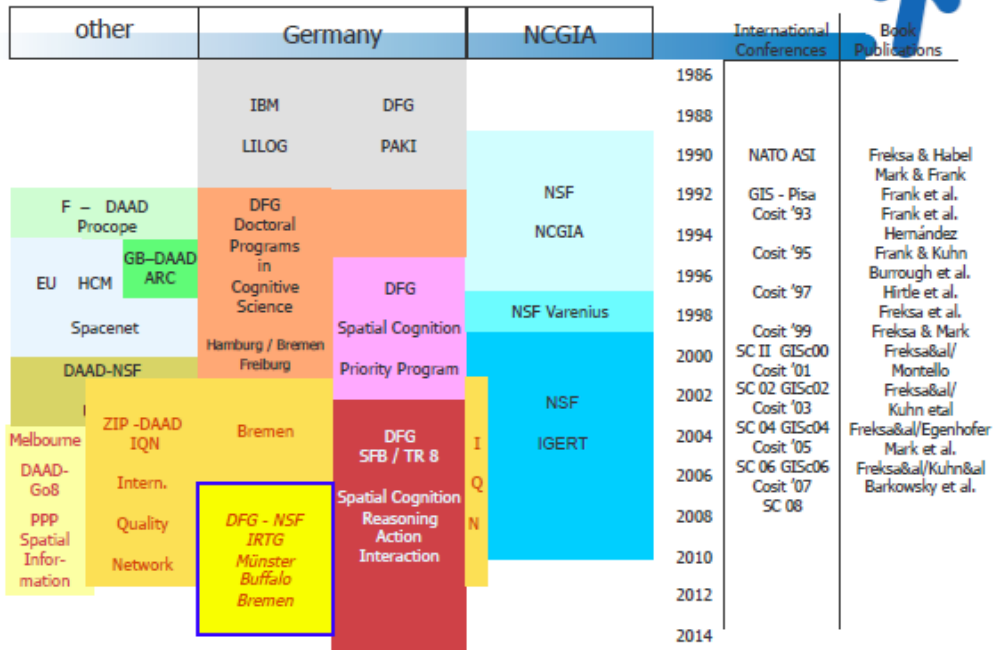 other
Germany
NCGIA
International
Conferences
Book
Publications
IBM
LILOG
DFG
PAKI
F – DAAD
Procope
GB–DAAD
ARC
EU HCM
Spacenet
DAAD-NSF
Melbourne
DAAD-
Go8
PPP
Spatial
Infor-
mation
ZIP -DAAD
IQN
Intern.
Quality
Network
DFG
Doctoral
Programs
in
Cognitive
Science
Hamburg / Bremen
Freiburg
Bremen
DFG - NSF
IRTG
Münster
Buffalo
Bremen
DFG
Spatial Cognition
Priority Program
DFG
SFB / TR 8
Spatial Cognition
Reasoning
Action
Interaction
I
Q
N
NSF
NCGIA
NSF Varenius
NSF
IGERT
1986
1988
1990
1992
1994
1996
1998
2000
2002
2004
2006
2008
2010
2012
2014
NATO ASI
GIS - Pisa
Cosit '93
Cosit '95
Cosit '97
Cosit '99
SC II GISc00
Cosit '01
SC 02 GISc02
Cosit '03
SC 04 GISc04
Cosit '05
SC 06 GISc06
Cosit '07
SC 08
Freksa & Habel
Mark & Frank
Frank et al.
Frank et al.
Hernández
Frank & Kuhn
Burrough et al.
Hirtle et al.
Freksa et al.
Freksa & Mark
Freksa&al/
Montello
Freksa&al/
Kuhn etal
Freksa&al/Egenhofer
Mark et al.
Freksa&al/Kuhn&al
Barkowsky et al.